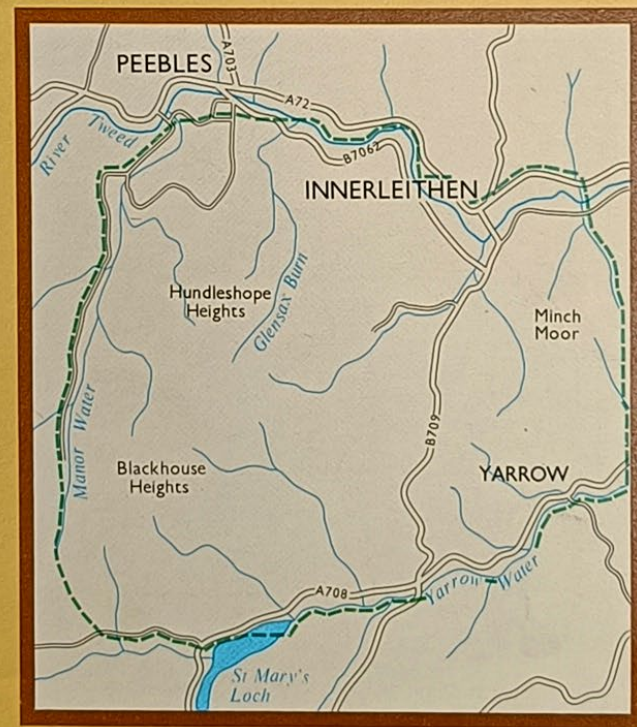 PEEBLES
A703
A72
River Tweed
B7062
INNERLEITHEN
Hundleshope
Heights
Glensax Burn
Minch
Moor
Manor Water
B709
Blackhouse
Heights
YARROW
A708
Yarrow Water
St Mary's
Loch